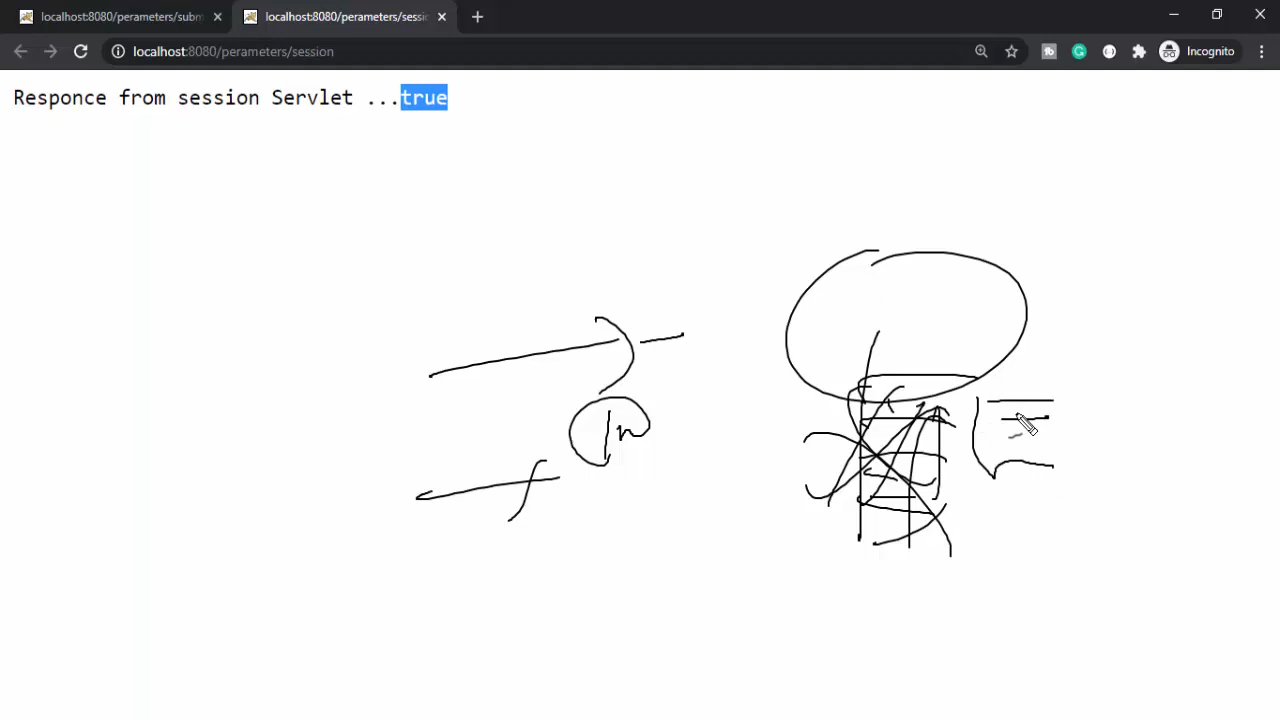 localhost:8080/perameters/subm
localhost:8080/perameters/sessio
localhost:8080/perameters/session
Incognito
Responce from session Servlet ...true